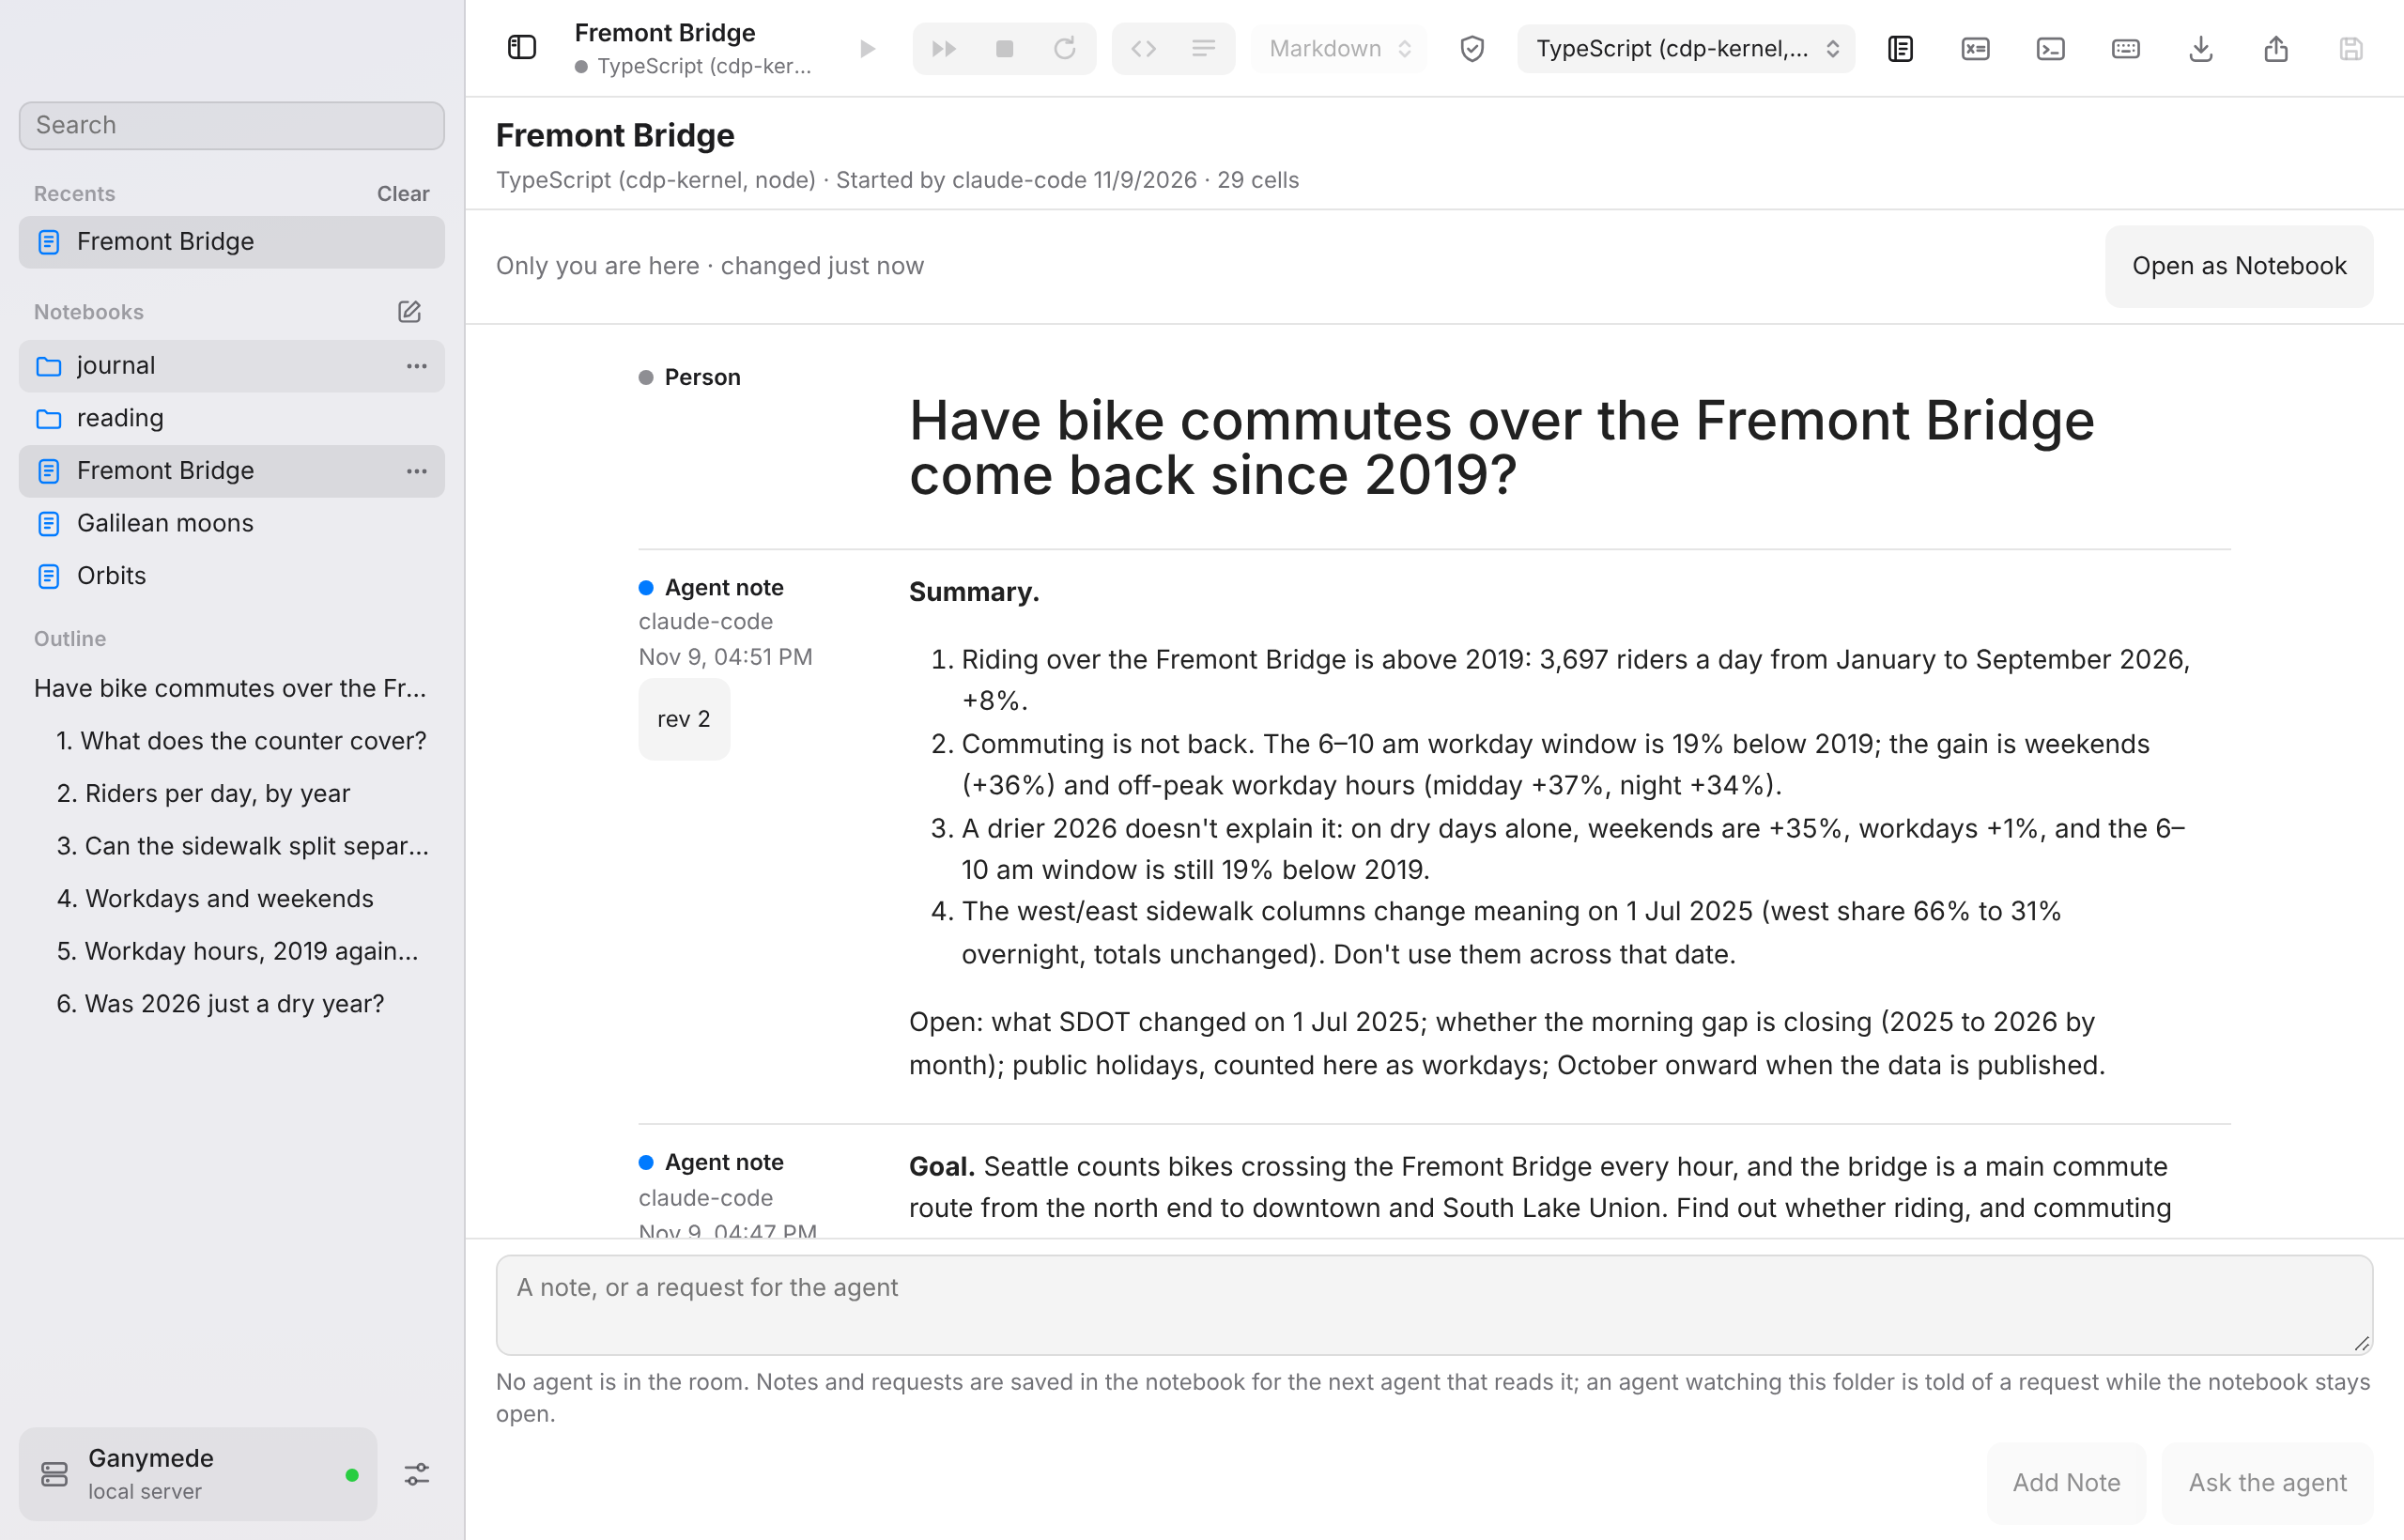 Search
Recents
Clear
Fremont Bridge
Notebooks
journal
reading
Fremont Bridge
Galilean moons
Orbits
Outline
Have bike commutes over the Fr...
1. What does the counter cover?
2. Riders per day, by year
3. Can the sidewalk split separ...
4. Workdays and weekends
5. Workday hours, 2019 again...
6. Was 2026 just a dry year?
Ganymede
local server
Fremont Bridge
TypeScript (cdp-ker...
Markdown
TypeScript (cdp-kernel,...
Fremont Bridge
TypeScript (cdp-kernel, node) · Started by claude-code 11/9/2026 · 29 cells
Only you are here · changed just now
Open as Notebook
Person
Have bike commutes over the Fremont Bridge
come back since 2019?
Agent note
claude-code
Nov 9, 04:51 PM
rev 2
Summary.
1. Riding over the Fremont Bridge is above 2019: 3,697 riders a day from January to September 2026,
+8%.
2. Commuting is not back. The 6–10 am workday window is 19% below 2019; the gain is weekends
(+36%) and off-peak workday hours (midday +37%, night +34%).
3. A drier 2026 doesn't explain it: on dry days alone, weekends are +35%, workdays +1%, and the 6–
10 am window is still 19% below 2019.
4. The west/east sidewalk columns change meaning on 1 Jul 2025 (west share 66% to 31%
overnight, totals unchanged). Don't use them across that date.
Open: what SDOT changed on 1 Jul 2025; whether the morning gap is closing (2025 to 2026 by
month); public holidays, counted here as workdays; October onward when the data is published.
Agent note
claude-code
Nov 9, 04:47 PM
Goal. Seattle counts bikes crossing the Fremont Bridge every hour, and the bridge is a main commute
route from the north end to downtown and South Lake Union. Find out whether riding, and commuting
A note, or a request for the agent
No agent is in the room. Notes and requests are saved in the notebook for the next agent that reads it; an agent watching this folder is told of a request while the notebook stays
open.
Add Note
Ask the agent